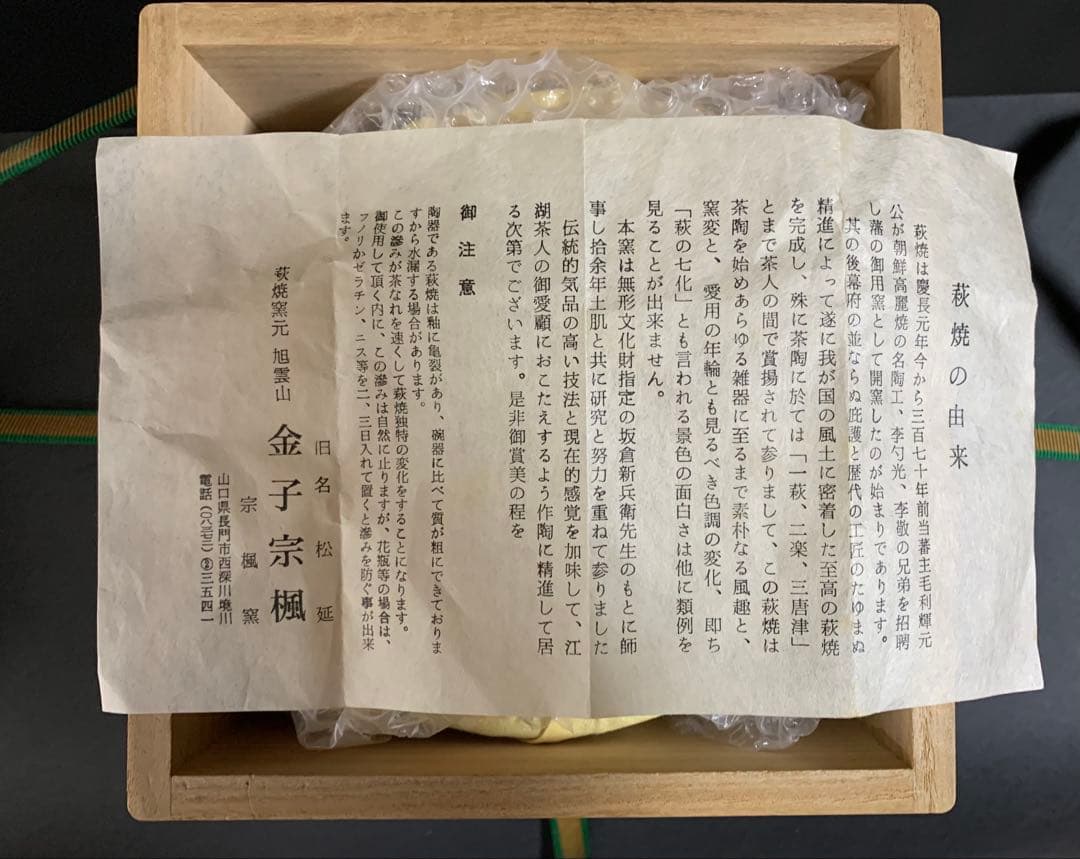 萩焼の由来
萩焼は慶長元年今から三百七十年前当蕃主毛利輝元
公が朝鮮高麗焼の名陶工、李勺光、李敬の兄弟を招聘
し藩の御用窯として開窯したのが始まりであります。
其の後幕府の並ならぬ庇護と歴代の工匠のたゆまぬ
精進によって遂に我が国の風土に密着した至高の萩焼
を完成し、殊に茶陶に於ては「一萩、二楽、三唐津」
とまで茶人の間で賞揚されて参りまして、この萩焼は
茶陶を始めあらゆる雑器に至るまで素朴なる風趣と、
窯変と、愛用の年輪とも見るべき色調の変化、即ち
「萩の七化」とも言われる景色の面白さは他に類例を
見ることが出来ません。
本窯は無形文化財指定の坂倉新兵衛先生のもとに師
事し拾余年土肌と共に研究と努力を重ねて参りました
伝統的気品の高い技法と現在的感覚を加味して、江
湖茶人の御愛顧におこたえするよう作陶に精進して居
る次第でございます。是非御賞美の程を
御注意
陶器である萩焼は釉に亀裂があり、碗器に比べて質が粗にできておりま
すから水漏する場合があります。
この滲みが茶なれを速くして萩焼独特の変化をすることになります。
御使用して頂く内に、この滲みは自然に止りますが、花瓶等の場合は、
フノリかゼラチン、ニス等を二、三日入れて置くと滲みを防ぐ事が出来
ます。
旧名松延
萩焼窯元 旭雲山 金子宗楓
宗楓窯
山口県長門市西深川境川
電話（〇八三七二）②三五四一